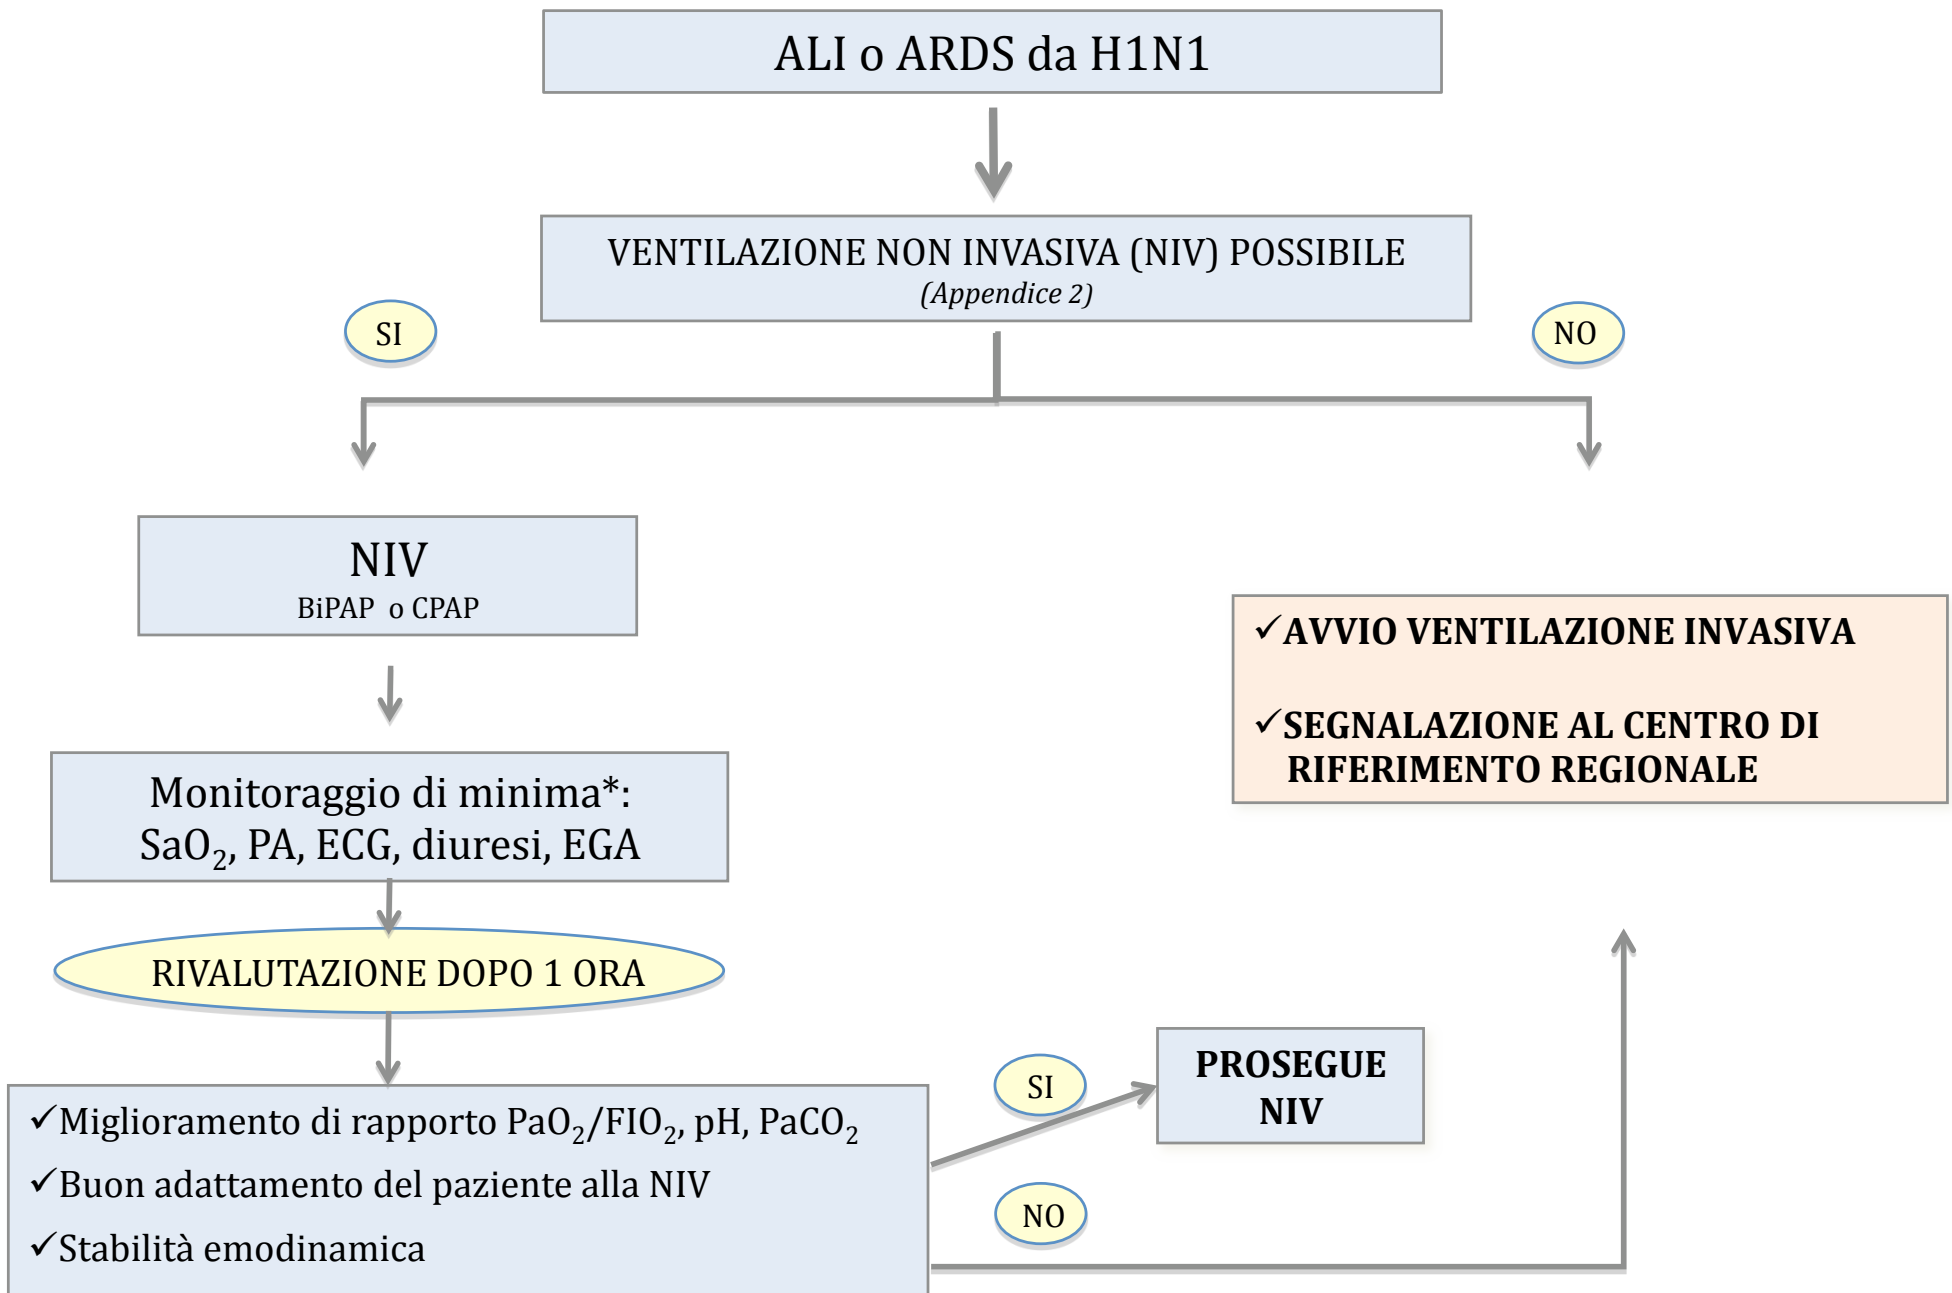 ALI o ARDS da H1N1
VENTILAZIONE NON INVASIVA (NIV) POSSIBILE
(Appendice 2)
SI
NO
NIV
BiPAP o CPAP
✓AVVIO VENTILAZIONE INVASIVA
✓SEGNALAZIONE AL CENTRO DI
RIFERIMENTO REGIONALE
Monitoraggio di minima*:
SaO₂, PA, ECG, diuresi, EGA
RIVALUTAZIONE DOPO 1 ORA
✓Miglioramento di rapporto PaO₂/FIO₂, pH, PaCO₂
✓Buon adattamento del paziente alla NIV
✓Stabilità emodinamica
SI
PROSEGUE
NIV
NO